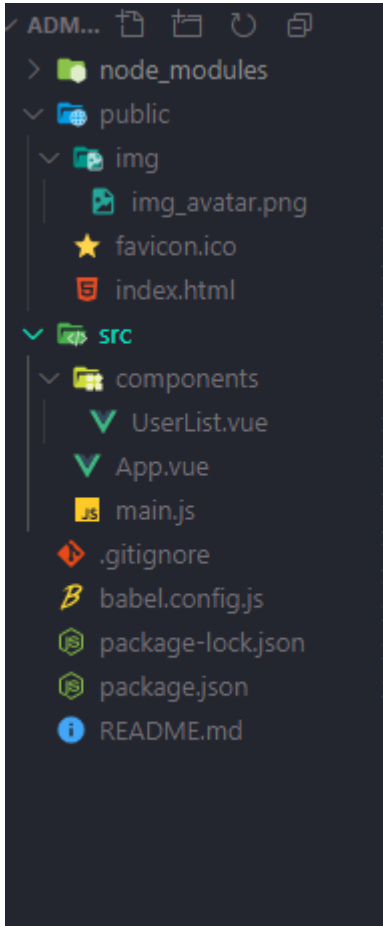 ADM...
node_modules
public
img
img_avatar.png
favicon.ico
index.html
src
components
UserList.vue
App.vue
JS main.js
.gitignore
B babel.config.js
package-lock.json
package.json
README.md